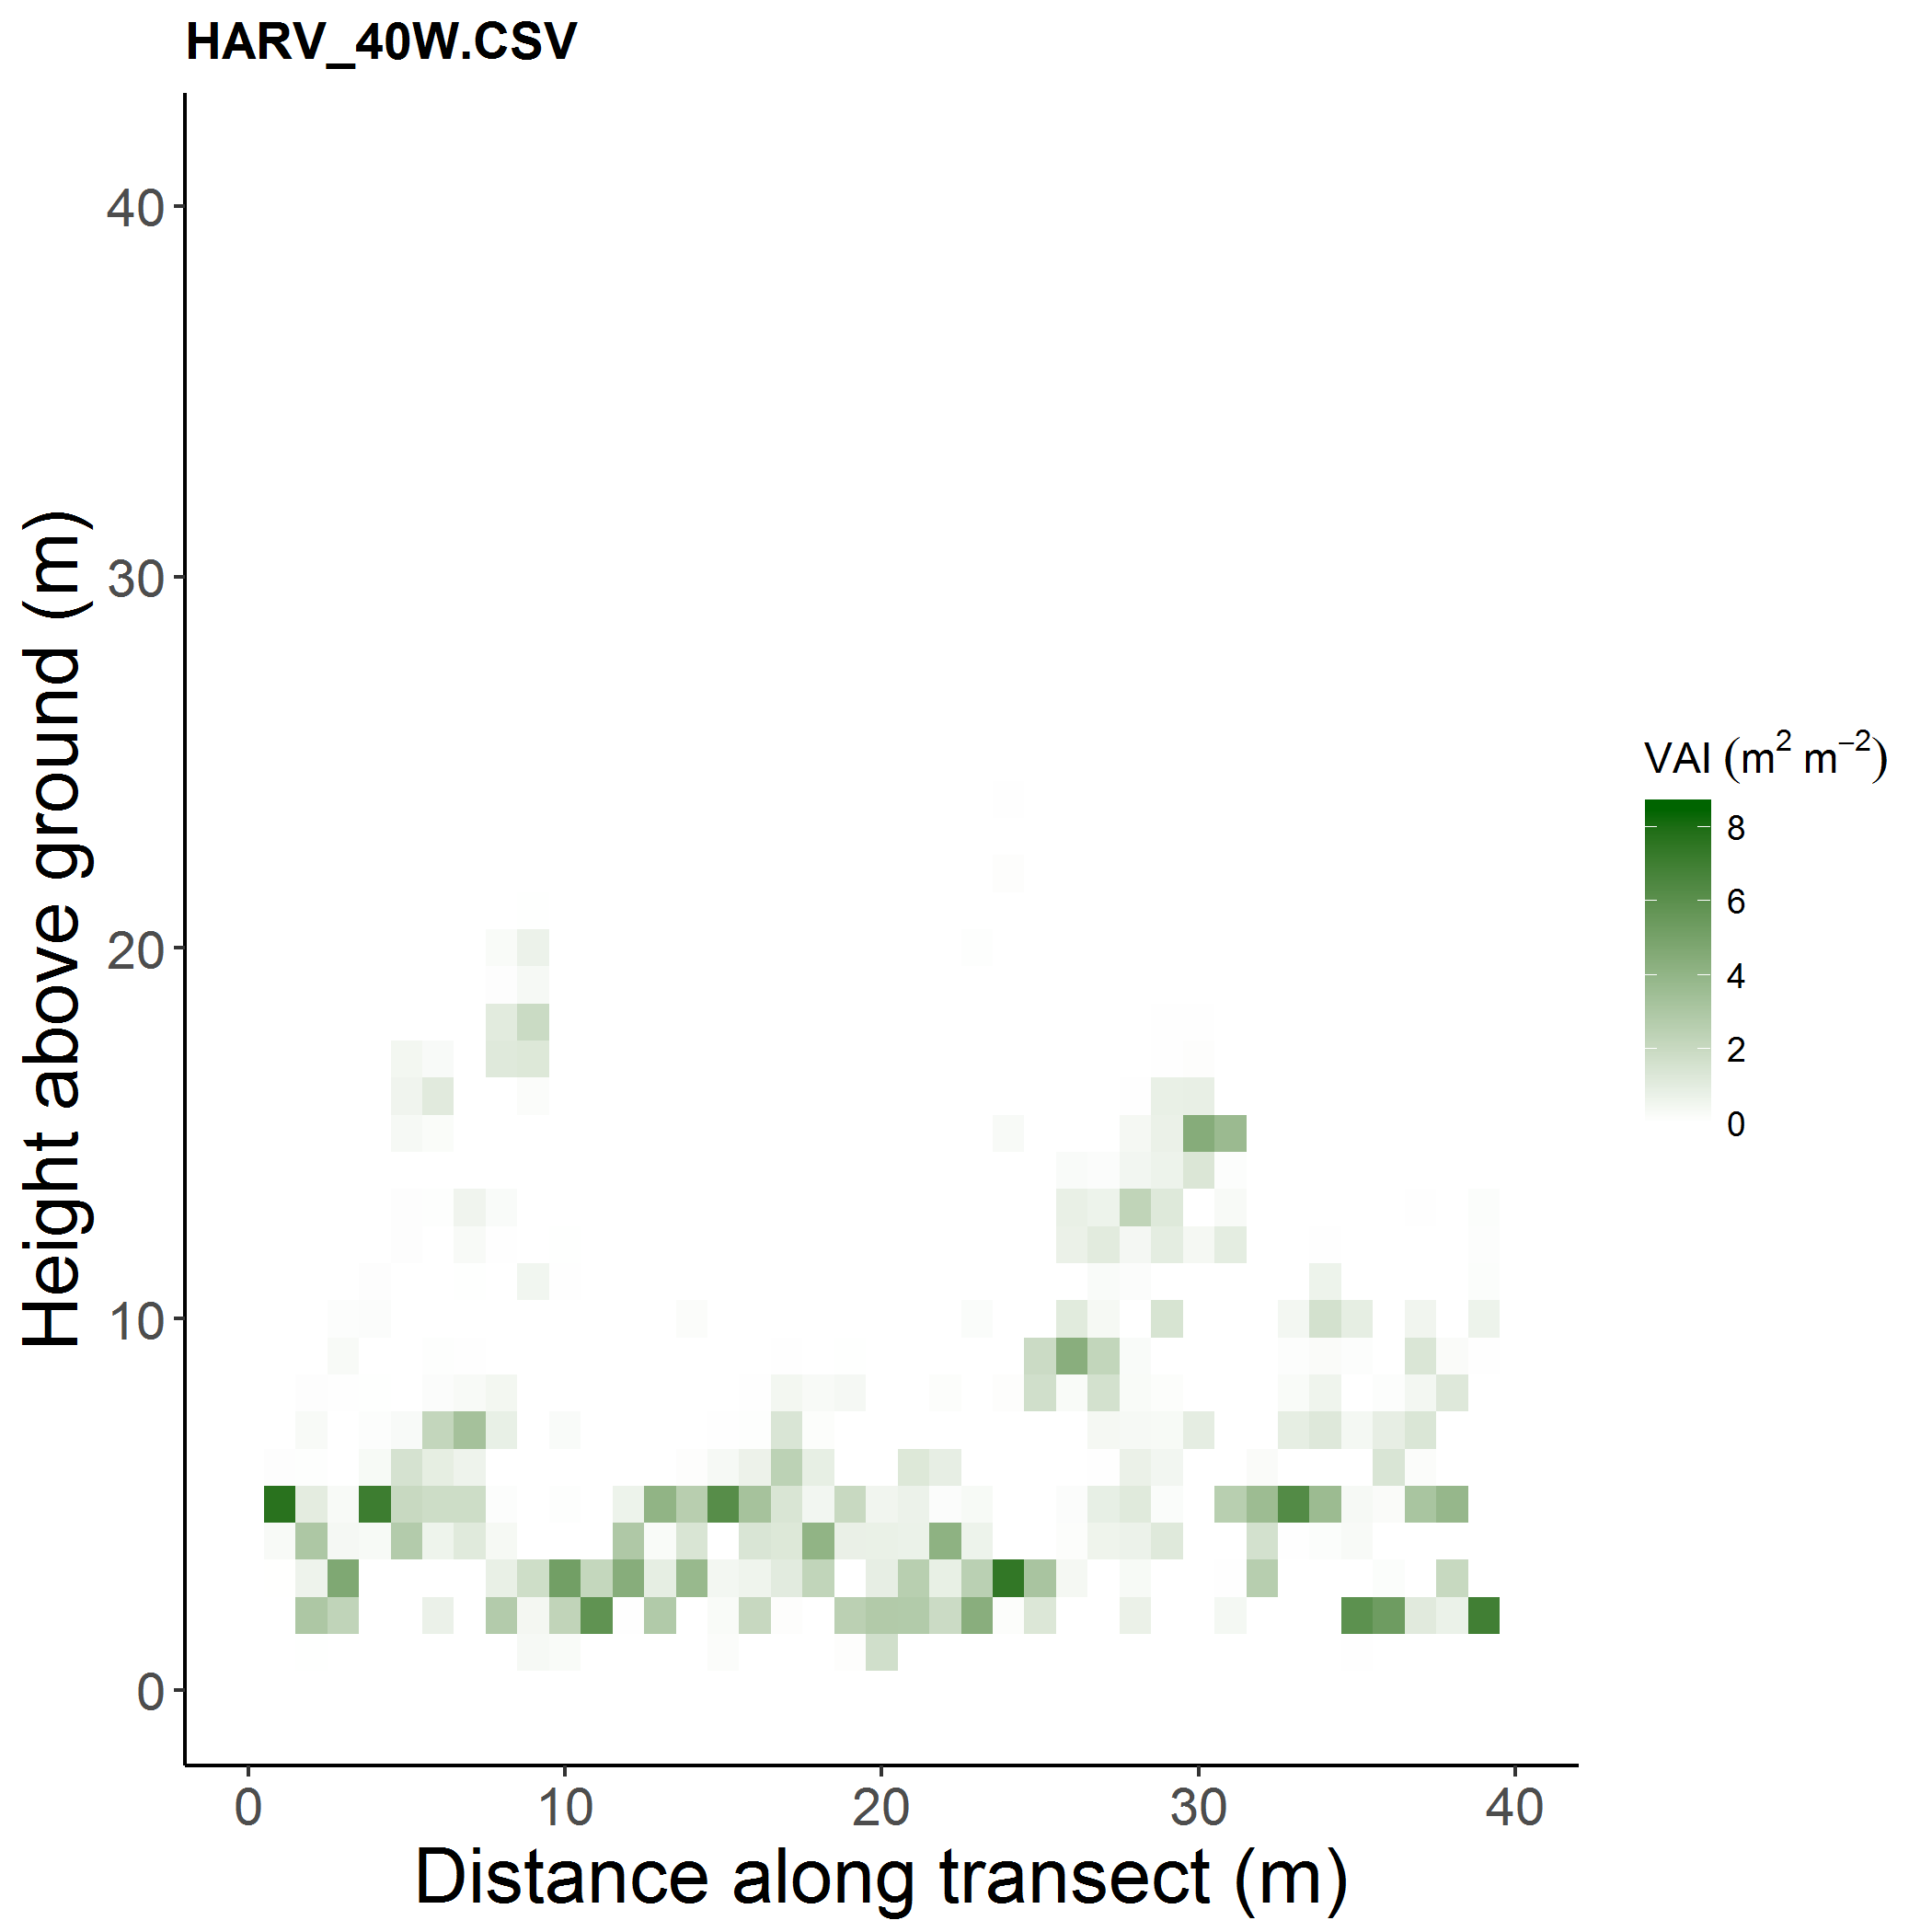 HARV_40W.CSV
Height above ground (m)
40
30
20
10
0
0 10 20 30 40
Distance along transect (m)
VAI (m² m⁻²)
8
6
4
2
0